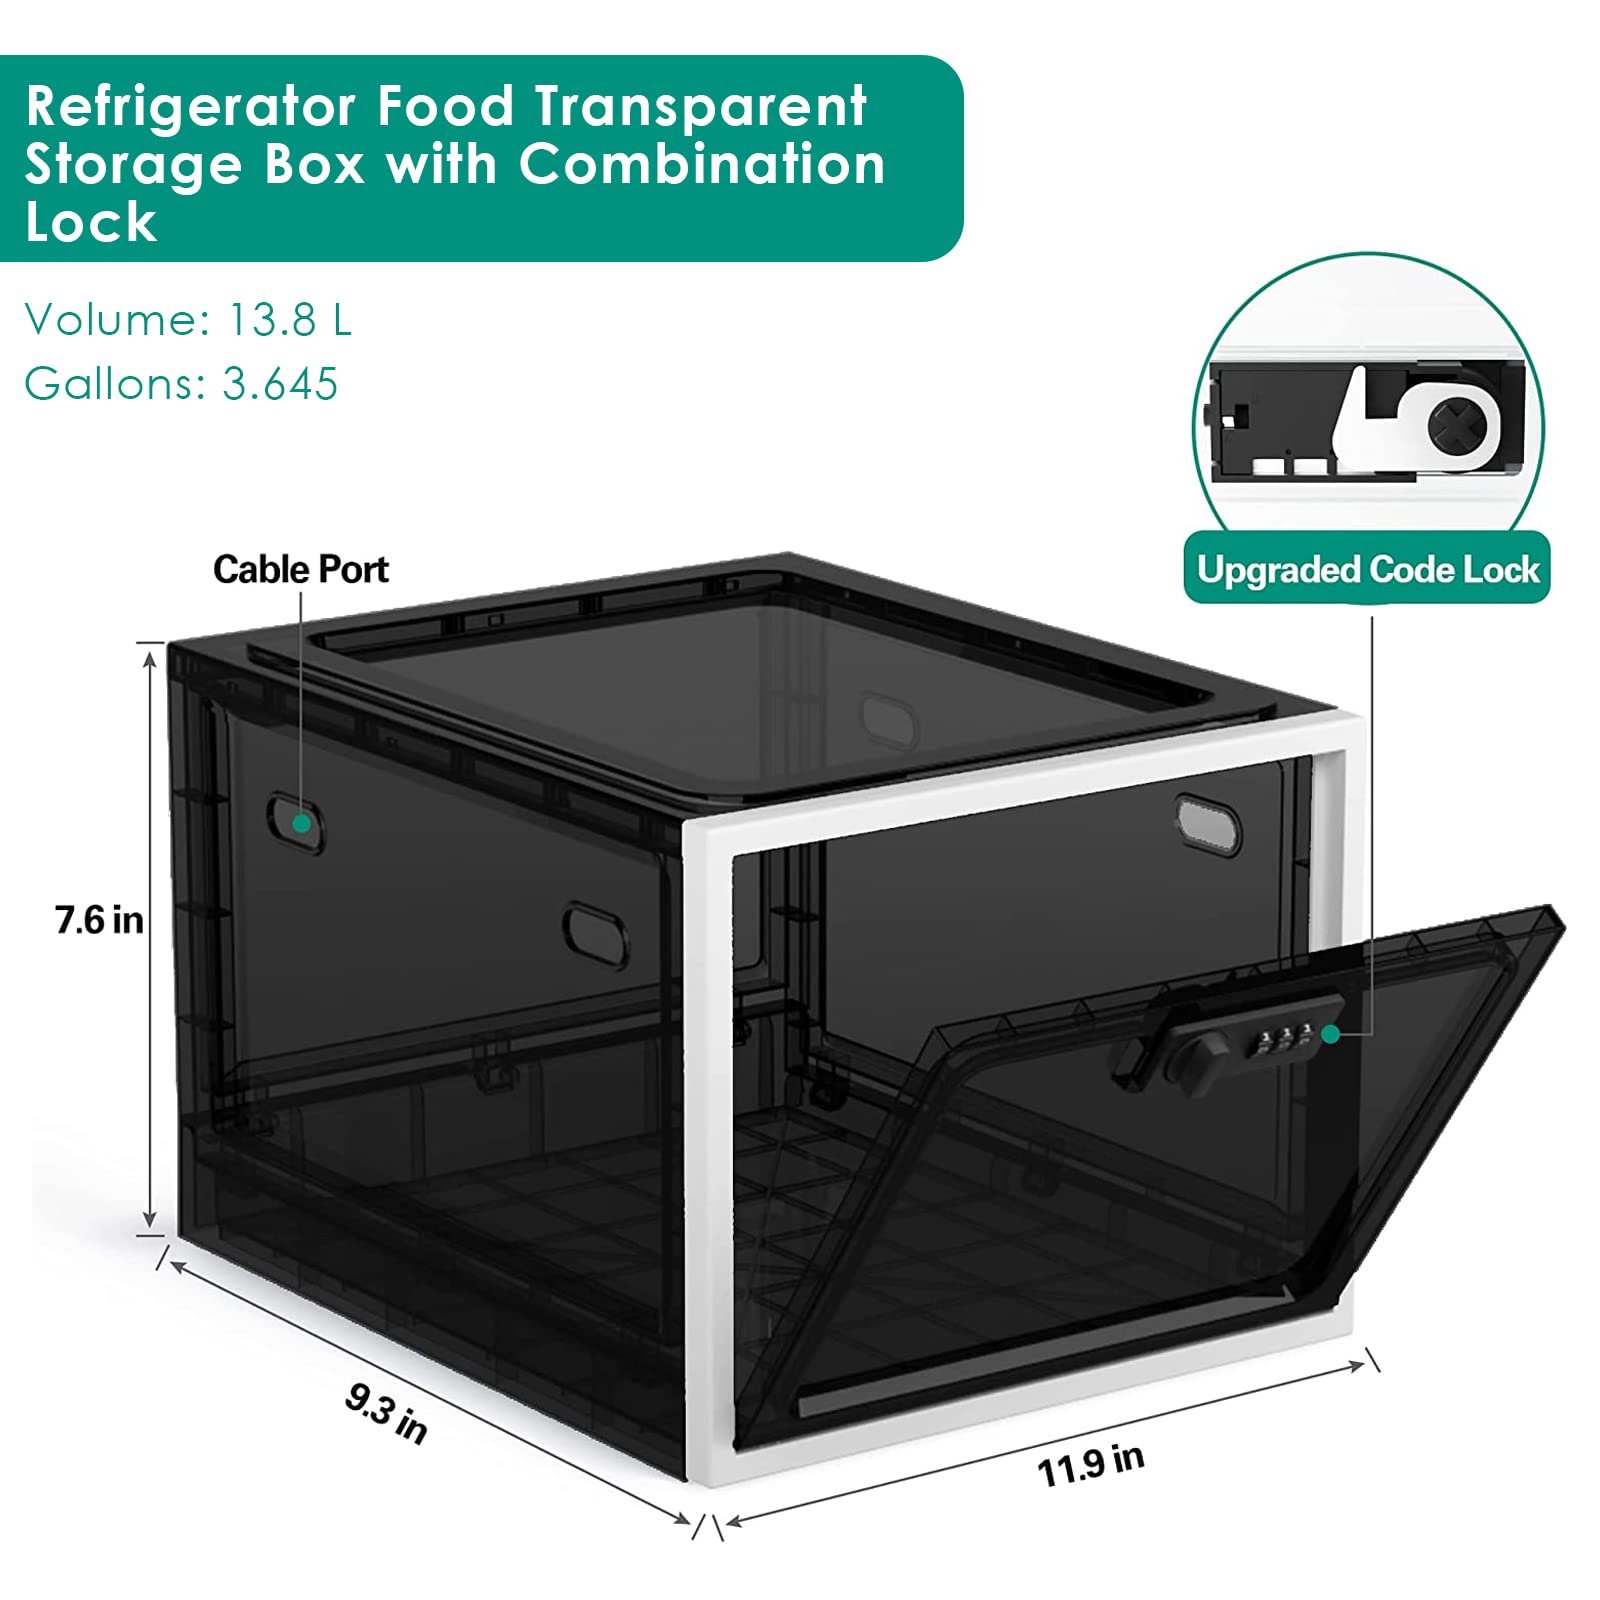 Refrigerator Food Transparent
Storage Box with Combination
Lock
Volume: 13.8 L
Gallons: 3.645
Cable Port
Upgraded Code Lock
7.6 in
9.3 in
11.9 in